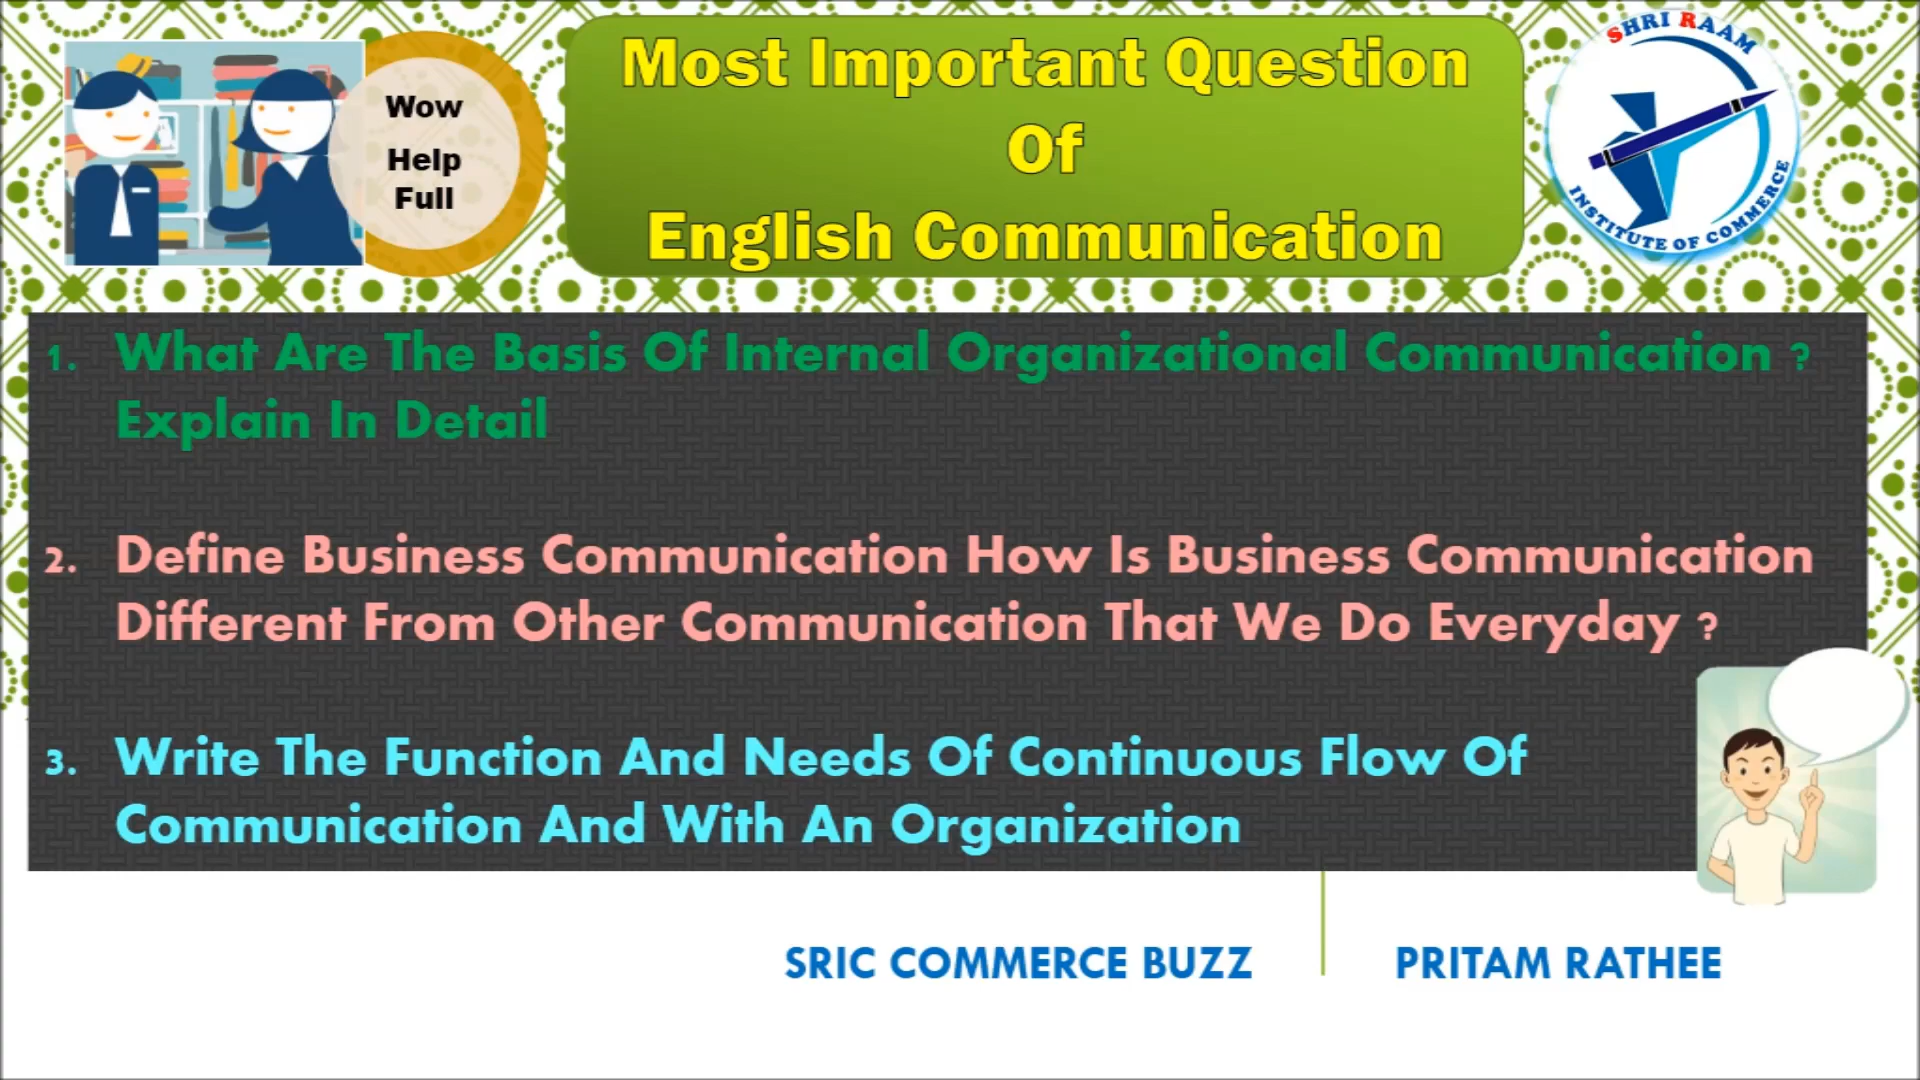 Wow
Help
Full
Most Important Question
Of
English Communication
SHRI RAAM
INSTITUTE OF COMMERCE
1. What Are The Basis Of Internal Organizational Communication ?
Explain In Detail
2. Define Business Communication How Is Business Communication
Different From Other Communication That We Do Everyday ?
3. Write The Function And Needs Of Continuous Flow Of
Communication And With An Organization
SRIC COMMERCE BUZZ
PRITAM RATHEE